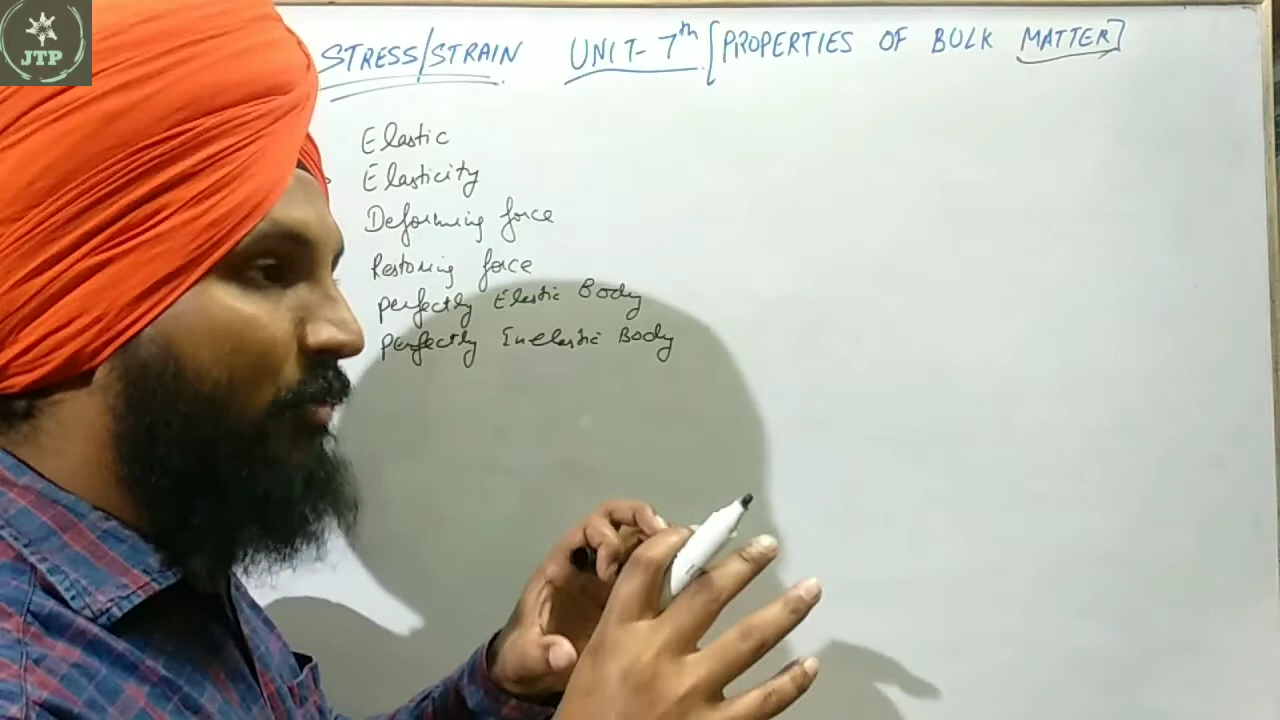 JTP
STRESS/STRAIN UNIT-7th [PROPERTIES OF BULK MATTER]
Elastic
Elasticity
Deforming force
Restoring force
Perfectly Elastic Body
Perfectly Inelastic Body